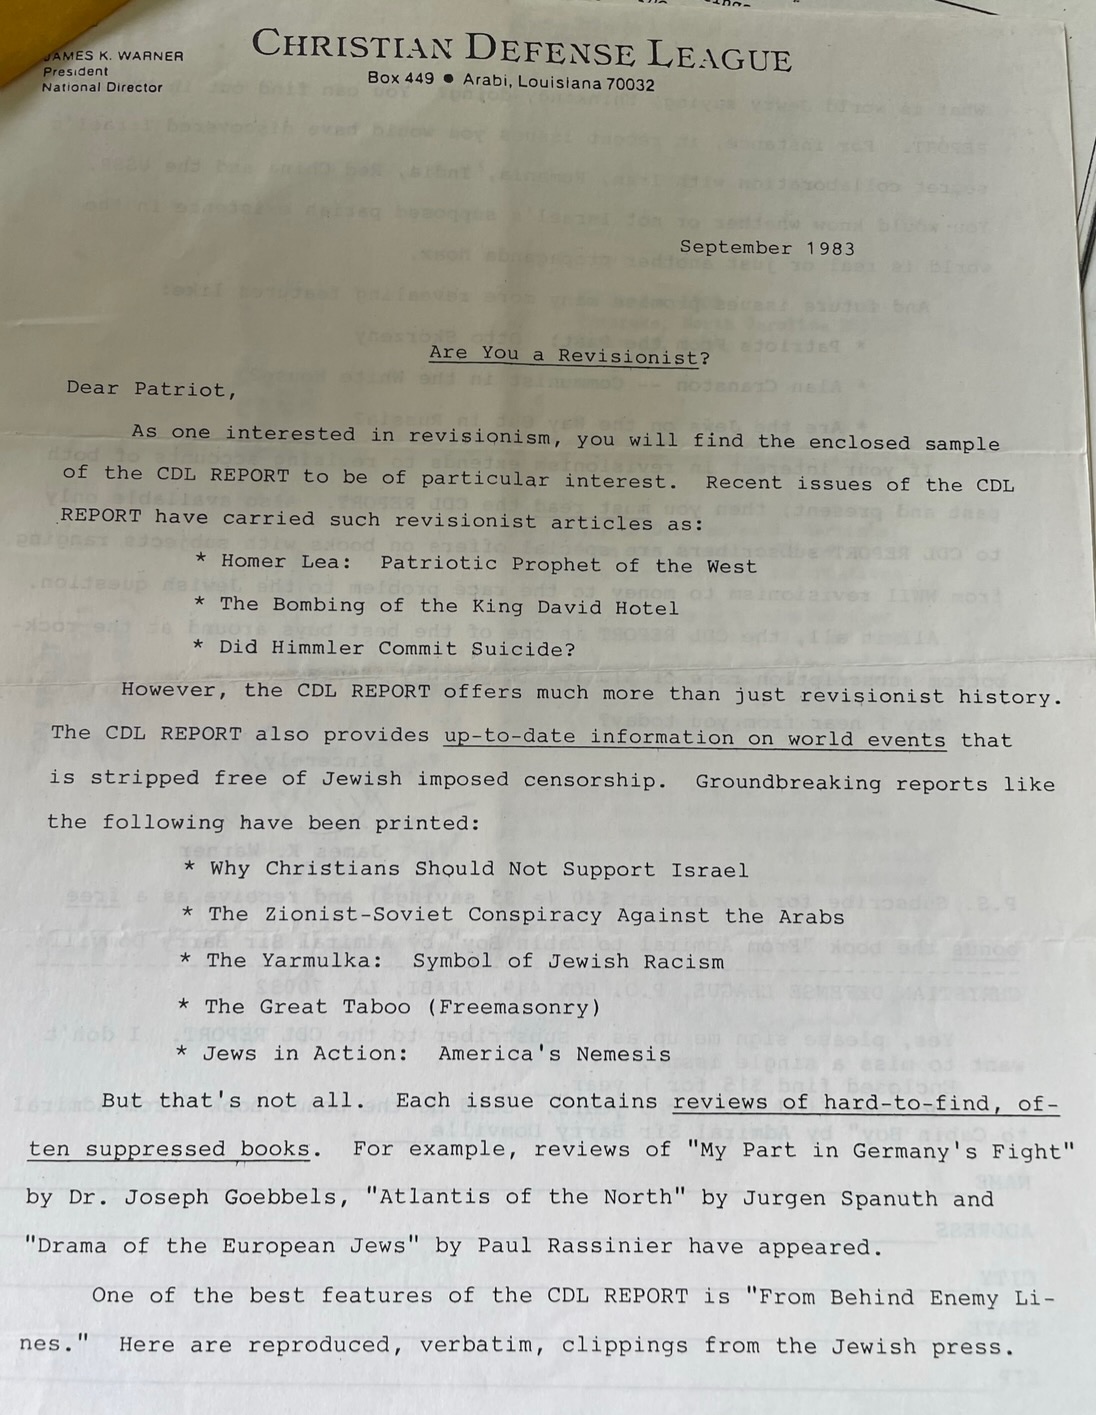 JAMES K. WARNER
President
National Director
CHRISTIAN DEFENSE LEAGUE
Box 449 ● Arabi, Louisiana 70032
September 1983
Are You a Revisionist?
Dear Patriot,
As one interested in revisionism, you will find the enclosed sample
of the CDL REPORT to be of particular interest. Recent issues of the CDL
REPORT have carried such revisionist articles as:
* Homer Lea: Patriotic Prophet of the West
* The Bombing of the King David Hotel
* Did Himmler Commit Suicide?
However, the CDL REPORT offers much more than just revisionist history.
The CDL REPORT also provides up-to-date information on world events that
is stripped free of Jewish imposed censorship. Groundbreaking reports like
the following have been printed:
* Why Christians Should Not Support Israel
* The Zionist-Soviet Conspiracy Against the Arabs
* The Yarmulka: Symbol of Jewish Racism
* The Great Taboo (Freemasonry)
* Jews in Action: America's Nemesis
But that's not all. Each issue contains reviews of hard-to-find, of-
ten suppressed books. For example, reviews of "My Part in Germany's Fight"
by Dr. Joseph Goebbels, "Atlantis of the North" by Jurgen Spanuth and
"Drama of the European Jews" by Paul Rassinier have appeared.
One of the best features of the CDL REPORT is "From Behind Enemy Li-
nes." Here are reproduced, verbatim, clippings from the Jewish press.